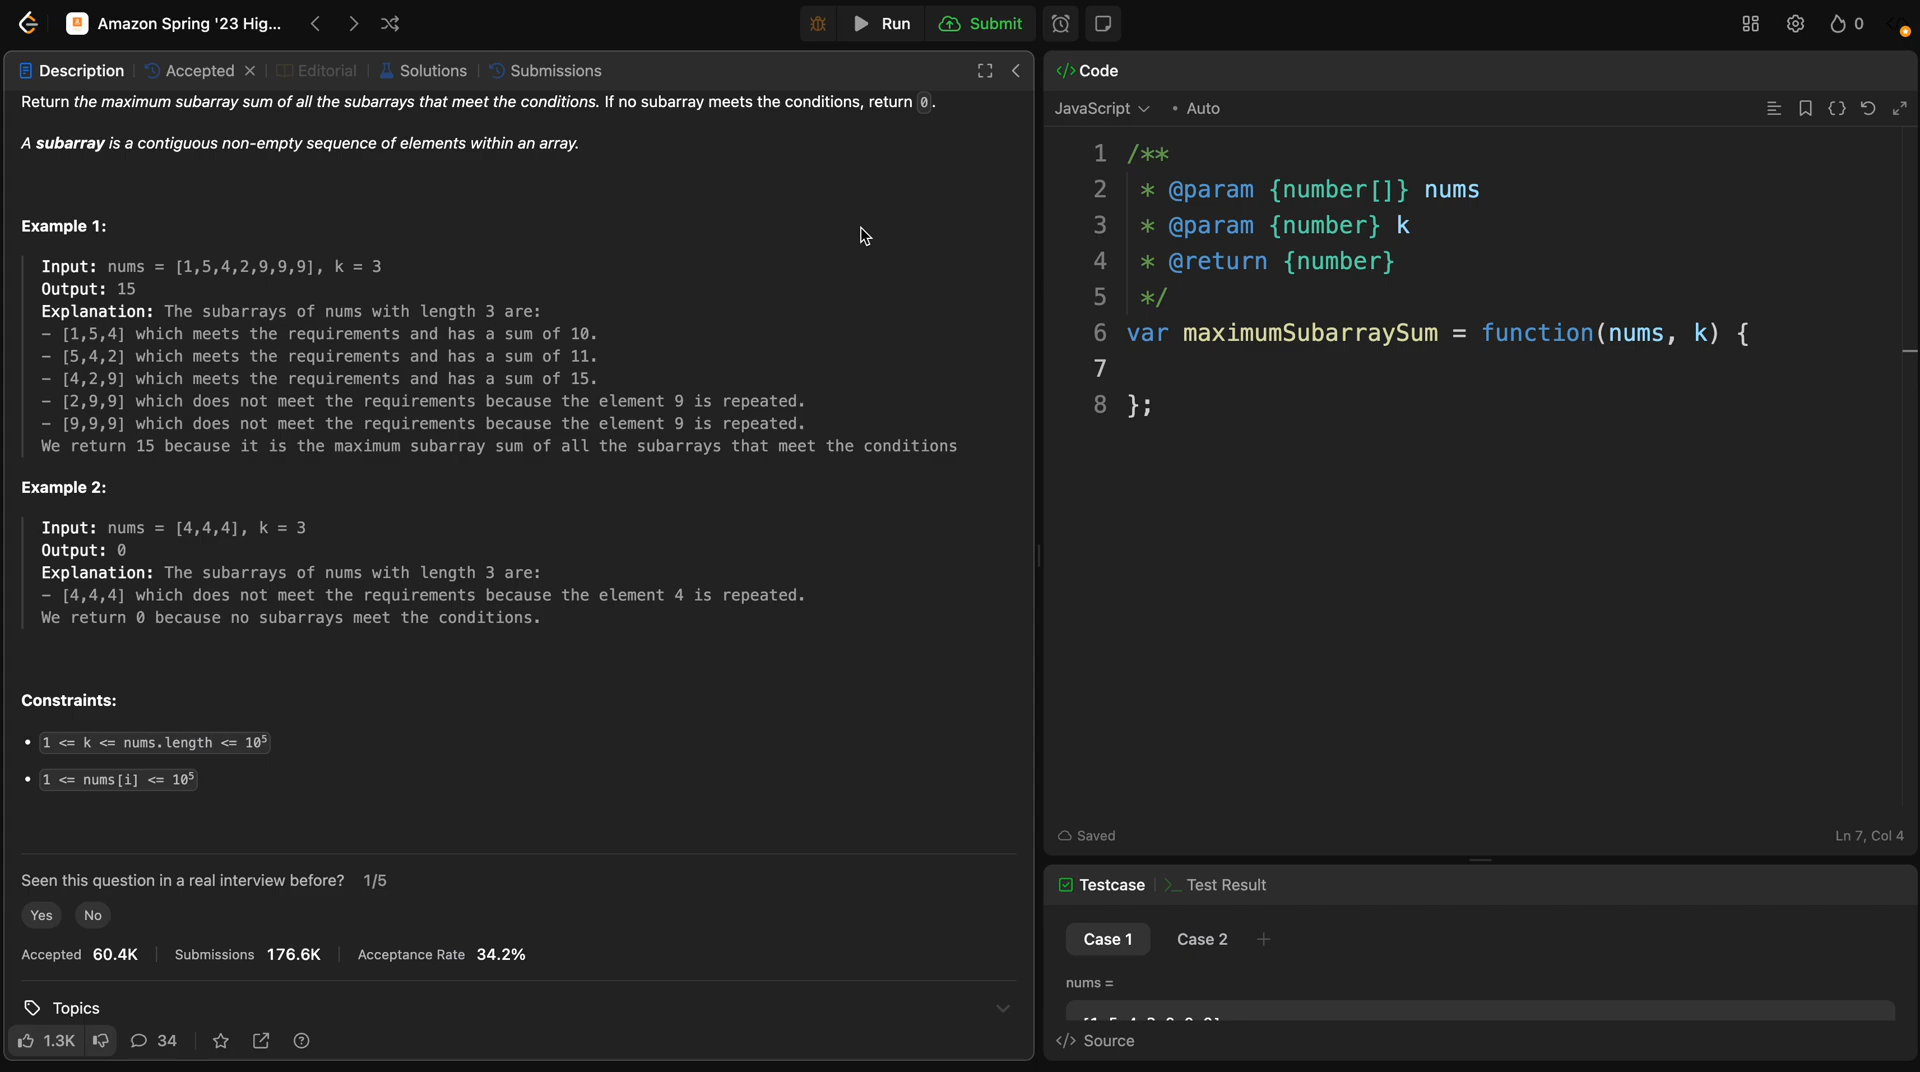 Amazon Spring '23 Hig...
Run
Submit
0
Description
Accepted
Editorial
Solutions
Submissions
Return the maximum subarray sum of all the subarrays that meet the conditions. If no subarray meets the conditions, return 0.
A subarray is a contiguous non-empty sequence of elements within an array.
Example 1:
Input: nums = [1,5,4,2,9,9,9], k = 3
Output: 15
Explanation: The subarrays of nums with length 3 are:
- [1,5,4] which meets the requirements and has a sum of 10.
- [5,4,2] which meets the requirements and has a sum of 11.
- [4,2,9] which meets the requirements and has a sum of 15.
- [2,9,9] which does not meet the requirements because the element 9 is repeated.
- [9,9,9] which does not meet the requirements because the element 9 is repeated.
We return 15 because it is the maximum subarray sum of all the subarrays that meet the conditions
Example 2:
Input: nums = [4,4,4], k = 3
Output: 0
Explanation: The subarrays of nums with length 3 are:
- [4,4,4] which does not meet the requirements because the element 4 is repeated.
We return 0 because no subarrays meet the conditions.
Constraints:
• 1 <= k <= nums.length <= 10⁵
• 1 <= nums[i] <= 10⁵
Seen this question in a real interview before? 1/5
Yes No
Accepted 60.4K Submissions 176.6K Acceptance Rate 34.2%
Topics
1.3K 34
</> Code
JavaScript • Auto
1 /**
2 * @param {number[]} nums
3 * @param {number} k
4 * @return {number}
5 */
6 var maximumSubarraySum = function(nums, k) {
7
8 };
Saved
Ln 7, Col 4
Testcase
Test Result
Case 1 Case 2 +
nums =
</> Source